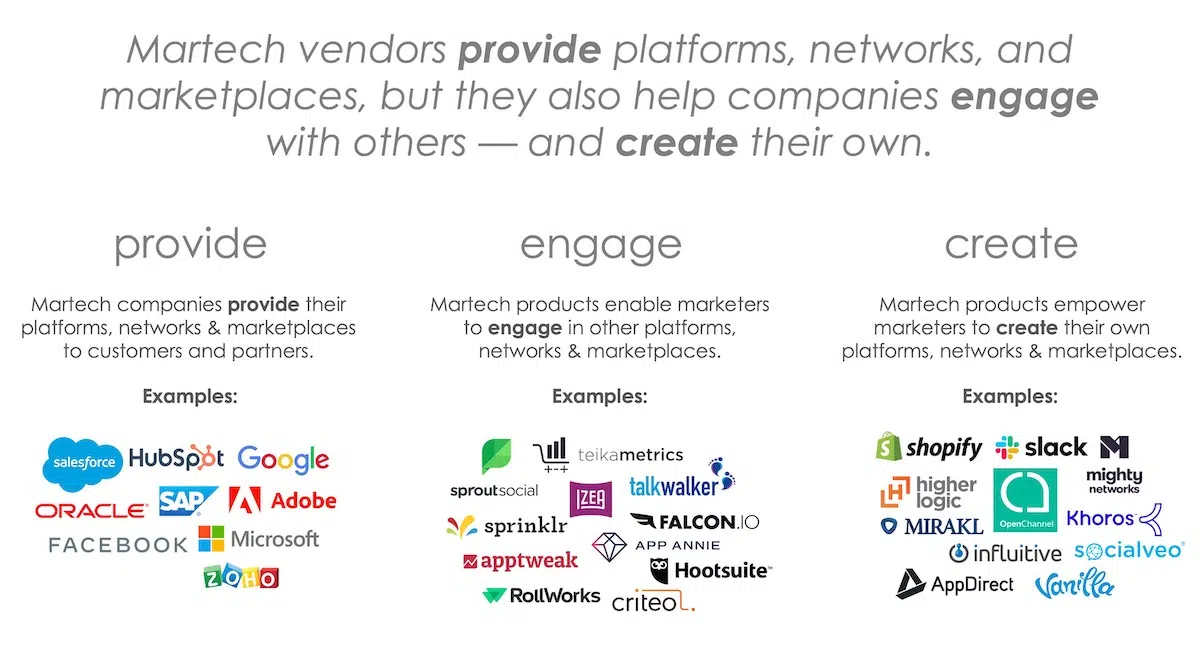 Martech vendors provide platforms, networks, and
marketplaces, but they also help companies engage
with others — and create their own.
provide
Martech companies provide their
platforms, networks & marketplaces
to customers and partners.
Examples:
salesforce
HubSpot
Google
ORACLE
SAP
Adobe
FACEBOOK
Microsoft
ZOHO
engage
Martech products enable marketers
to engage in other platforms,
networks & marketplaces.
Examples:
sproutsocial
teikametrics
IZEA
talkwalker
sprinklr
FALCON.IO
apptweak
APP ANNIE
Hootsuite™
RollWorks
criteol.
create
Martech products empower
marketers to create their own
platforms, networks & marketplaces.
Examples:
shopify
slack
mighty
networks
higher
logic
OpenChannel
Khoros
MIRAKL
influitive
socialveo
AppDirect
Vanilla